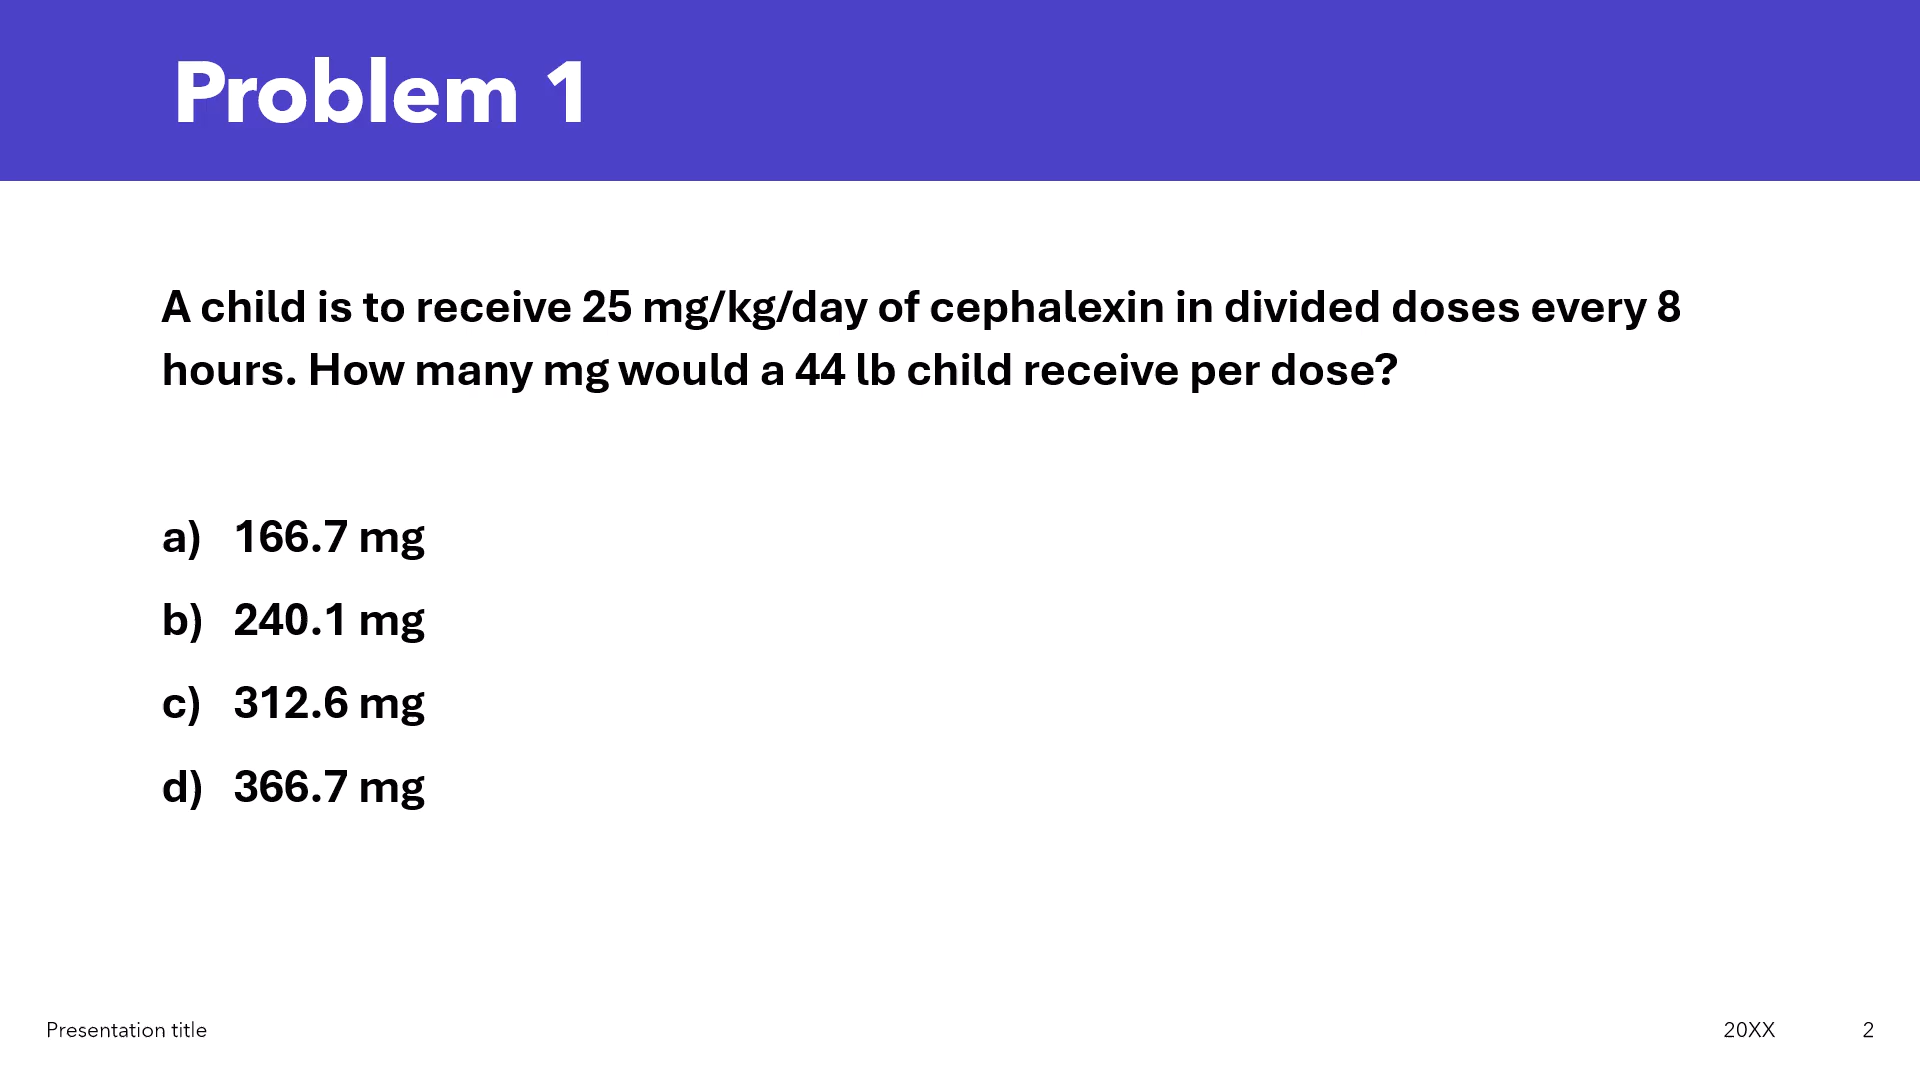 Problem 1
A child is to receive 25 mg/kg/day of cephalexin in divided doses every 8
hours. How many mg would a 44 lb child receive per dose?
a) 166.7 mg
b) 240.1 mg
c) 312.6 mg
d) 366.7 mg
Presentation title 20XX 2